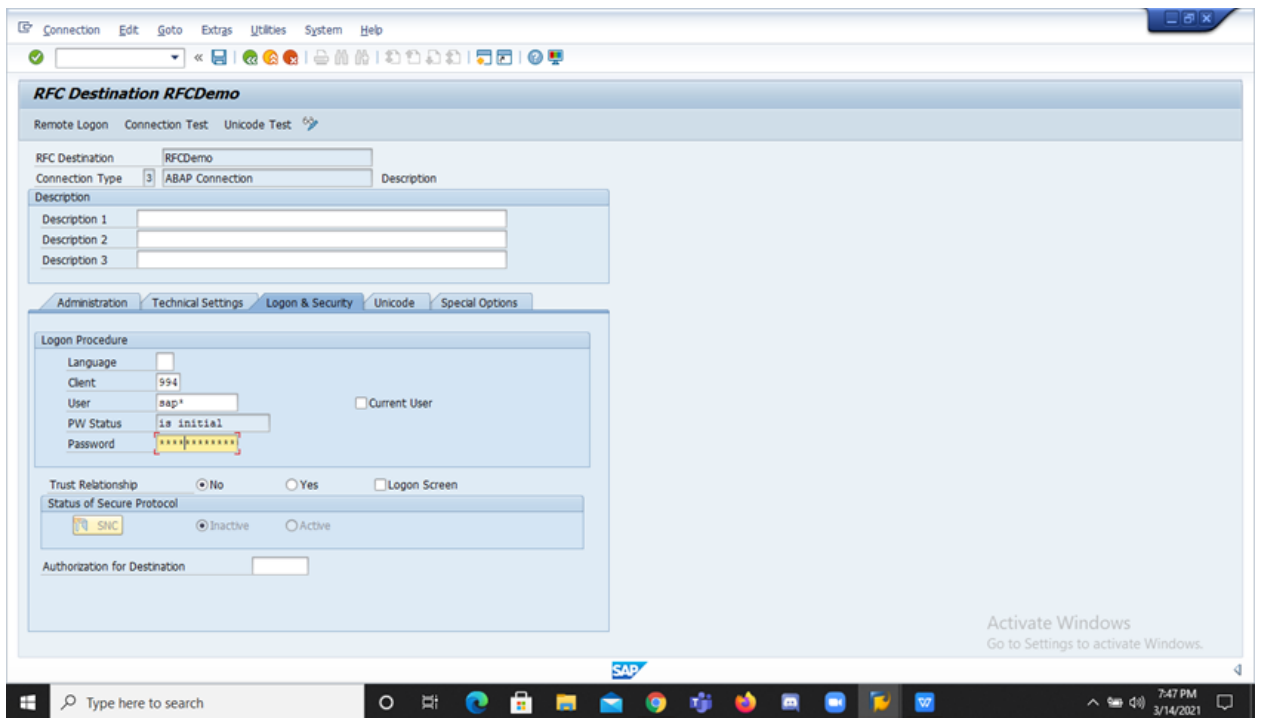 Connection Edit Goto Extras Utilities System Help
RFC Destination RFCDemo
Remote Logon Connection Test Unicode Test
RFC Destination RFCDemo
Connection Type 3 ABAP Connection Description
Description
Description 1
Description 2
Description 3
Administration Technical Settings Logon & Security Unicode Special Options
Logon Procedure
Language
Client 994
User sap* Current User
PW Status is initial
Password ************
Trust Relationship No Yes Logon Screen
Status of Secure Protocol
SNC Inactive Active
Authorization for Destination
Activate Windows
Go to Settings to activate Windows.
SAP
Type here to search
7:47 PM
3/14/2021